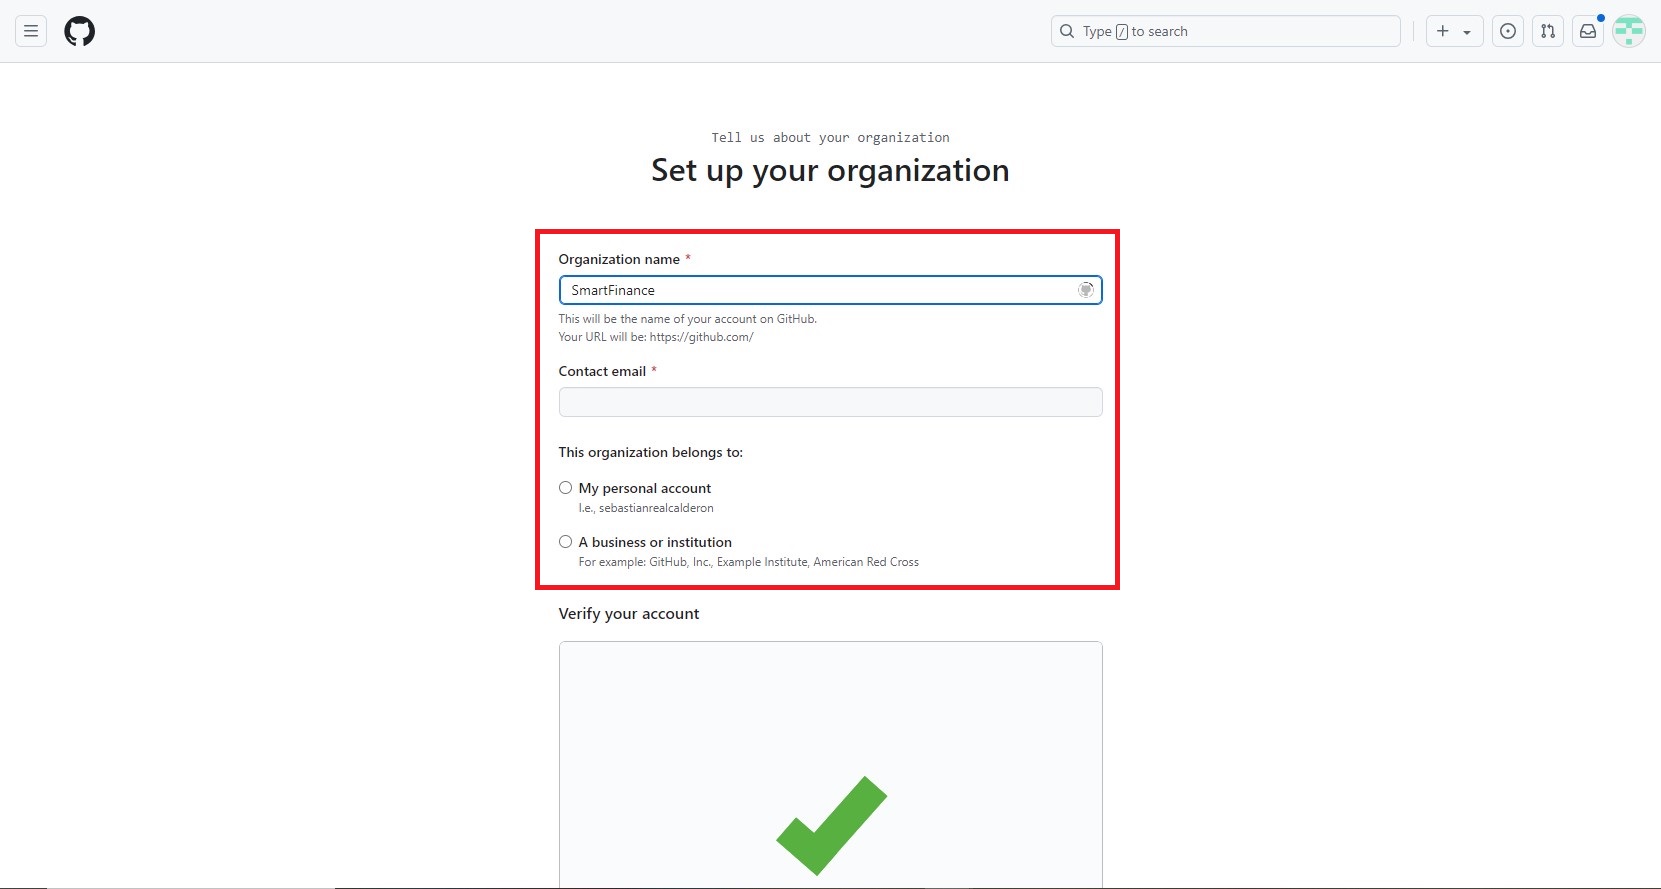 Type / to search
Tell us about your organization
Set up your organization
Organization name *
SmartFinance
This will be the name of your account on GitHub.
Your URL will be: https://github.com/
Contact email *
This organization belongs to:
My personal account
I.e., sebastianrealcalderon
A business or institution
For example: GitHub, Inc., Example Institute, American Red Cross
Verify your account